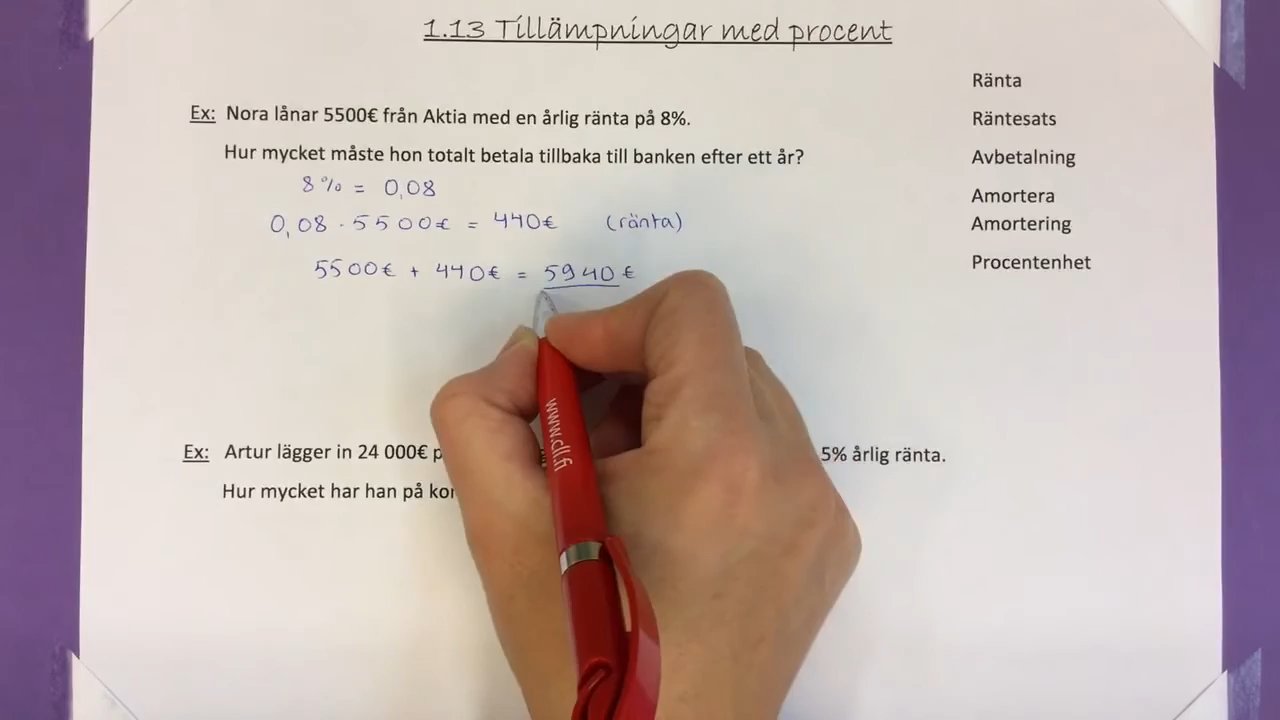 1.13 Tillämpningar med procent
Ex: Nora lånar 5500€ från Aktia med en årlig ränta på 8%.
Hur mycket måste hon totalt betala tillbaka till banken efter ett år?
8% = 0,08
0,08 · 5500€ = 440€ (ränta)
5500€ + 440€ = 5940€
Ränta
Räntesats
Avbetalning
Amortera
Amortering
Procentenhet
www.cll.fi
Ex: Artur lägger in 24 000€ 5% årlig ränta.
Hur mycket har han på